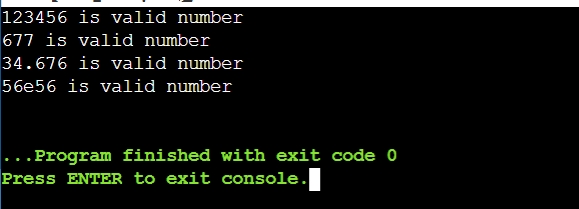 123456 is valid number
677 is valid number
34.676 is valid number
56e56 is valid number
...Program finished with exit code 0
Press ENTER to exit console.